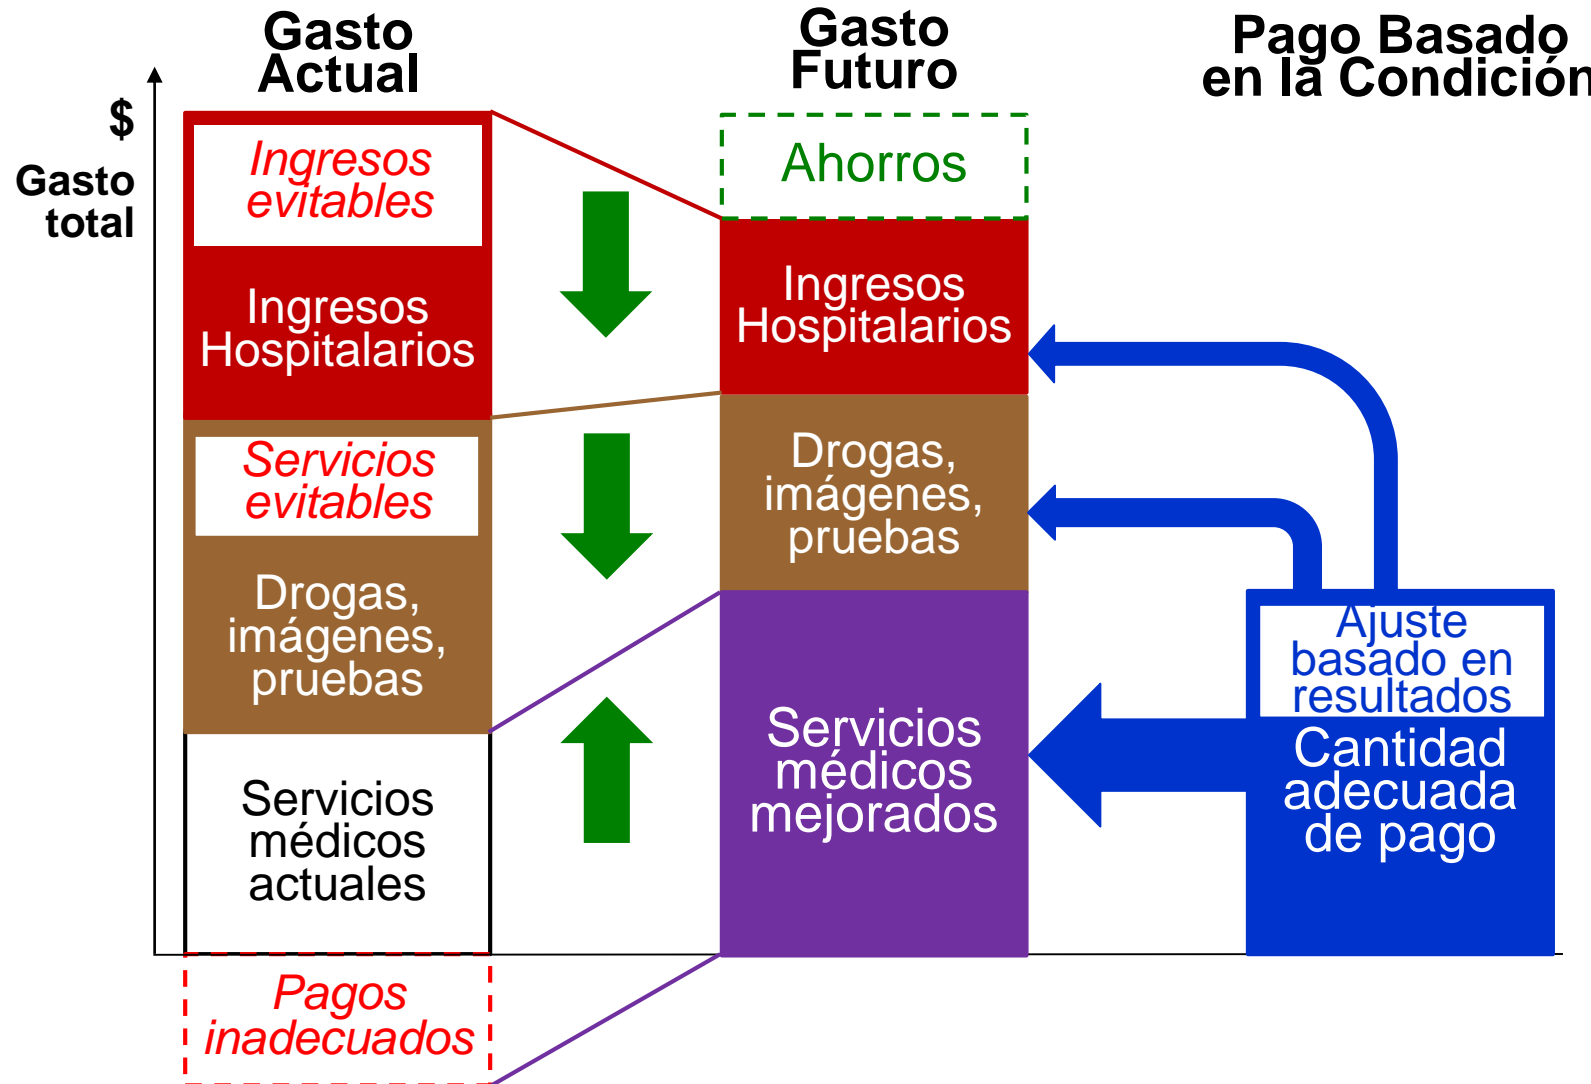 Gasto
Actual
Gasto
Futuro
Pago Basado
en la Condición
$
Gasto
total
Ingresos
evitables
Ingresos
Hospitalarios
Servicios
evitables
Drogas,
imágenes,
pruebas
Servicios
médicos
actuales
Pagos
inadecuados
Ahorros
Ingresos
Hospitalarios
Drogas,
imágenes,
pruebas
Servicios
médicos
mejorados
Ajuste
basado en
resultados
Cantidad
adecuada
de pago